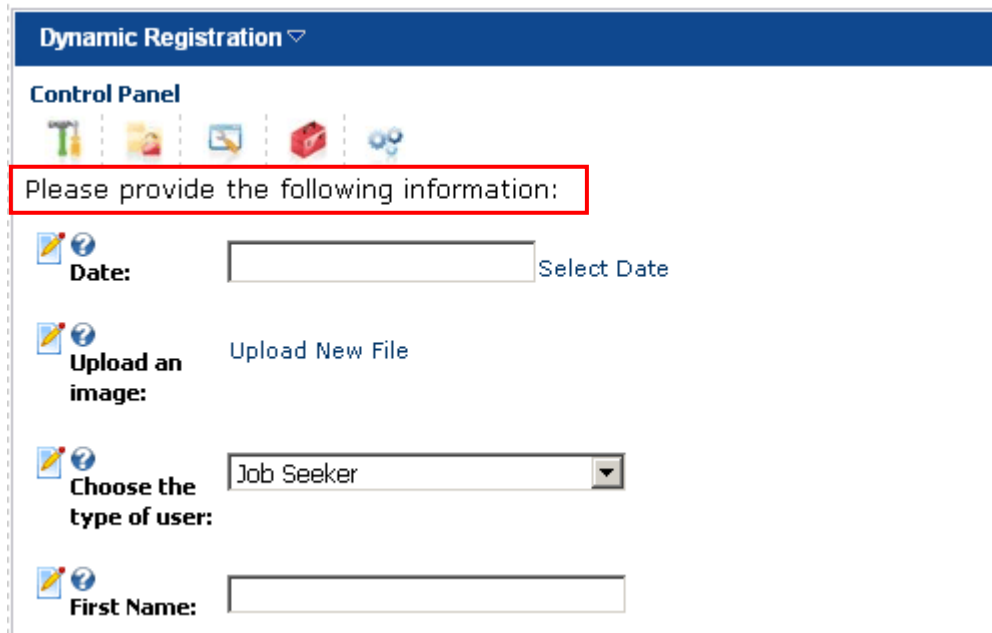 Dynamic Registration
Control Panel
Please provide the following information:
Date:
Select Date
Upload an
image:
Upload New File
Choose the
type of user:
Job Seeker
First Name: